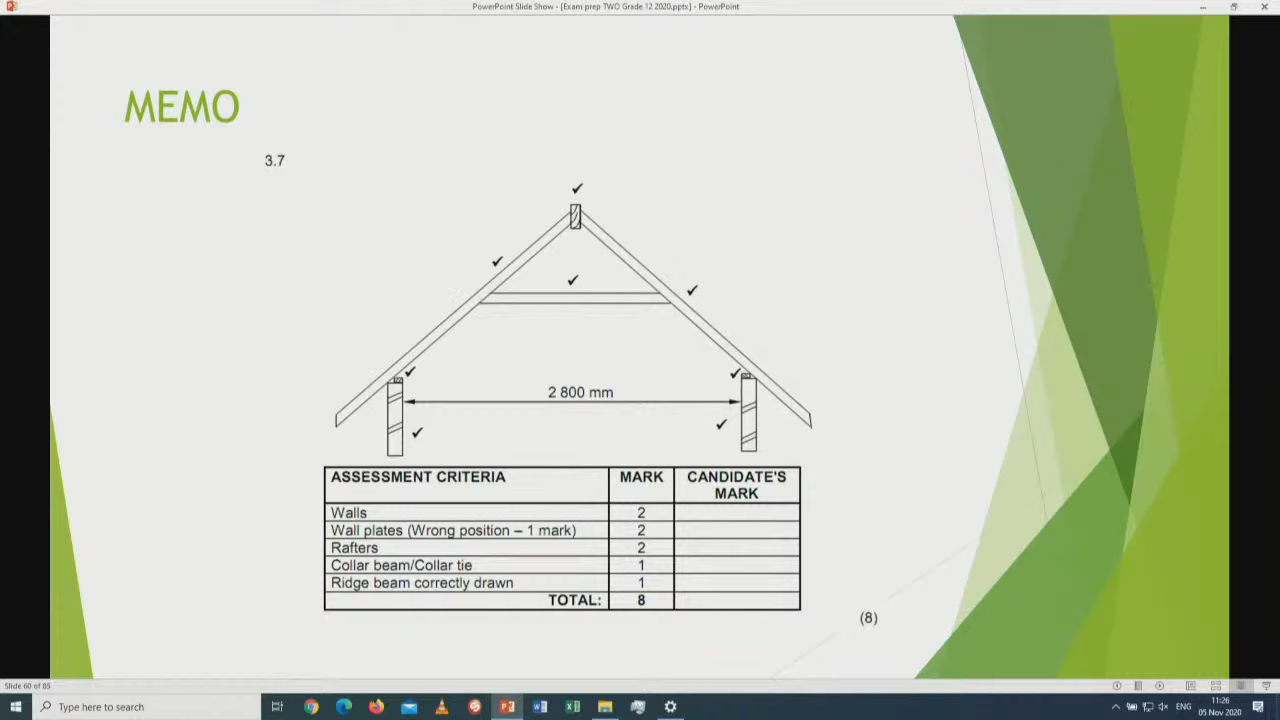 PowerPoint Slide Show - [Exam prep TWO Grade 12 2020.pptx] - PowerPoint
MEMO
3.7
2 800 mm
ASSESSMENT CRITERIA MARK CANDIDATE'S MARK
Walls 2
Wall plates (Wrong position – 1 mark) 2
Rafters 2
Collar beam/Collar tie 1
Ridge beam correctly drawn 1
TOTAL: 8
(8)
Slide 60 of 85
Type here to search
ENG
11:26
05 Nov 2020